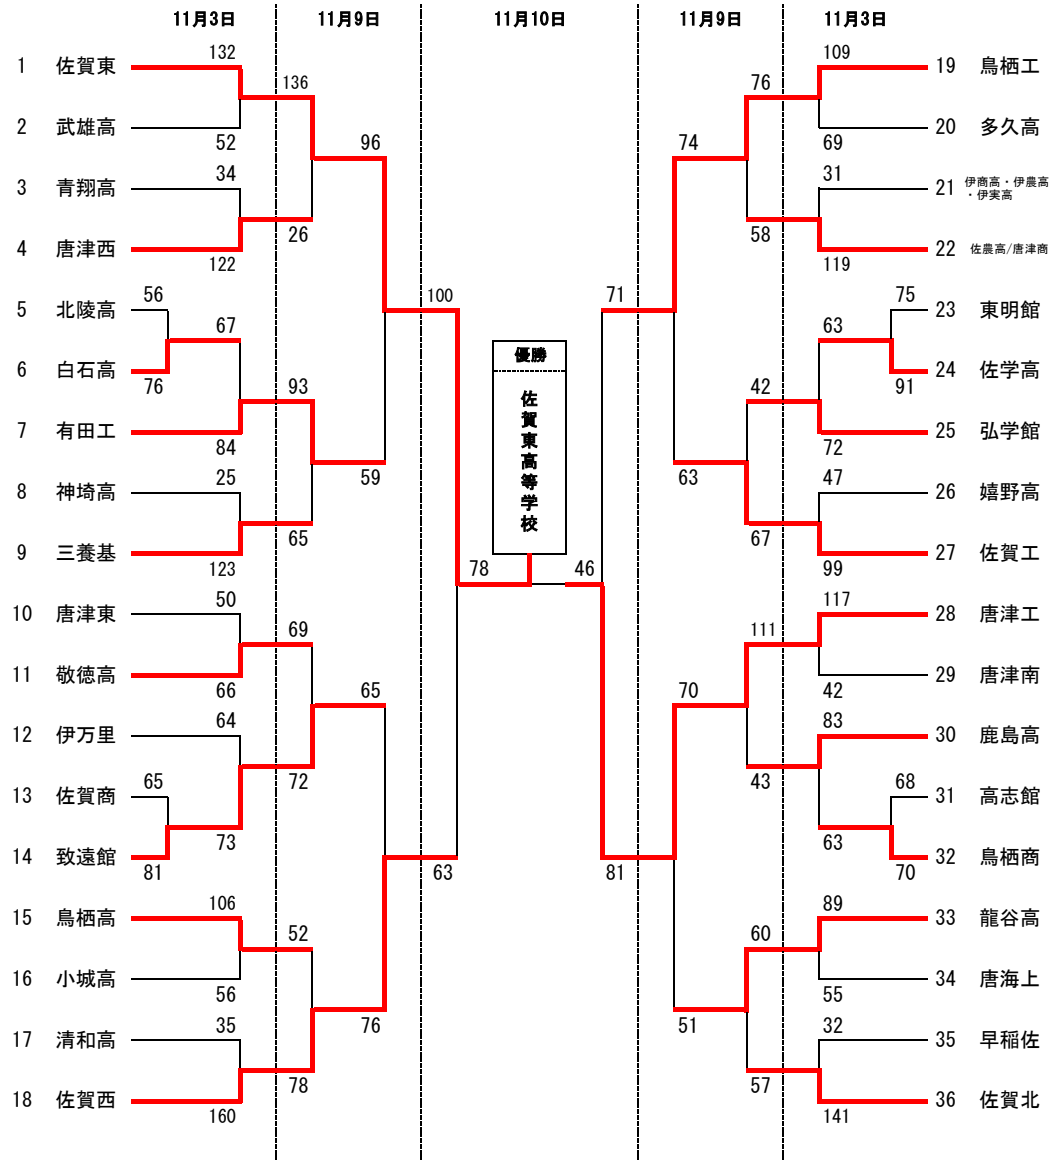 11月3日 11月9日 11月10日 11月9日 11月3日
1 佐賀東 132
2 武雄高 52
136
3 青翔高 34
4 唐津西 122
26
96
5 北陵高 56
6 白石高 76
67
7 有田工 84
93
8 神埼高 25
9 三養基 123
65
59
100
10 唐津東 50
11 敬徳高 66
69
12 伊万里 64
13 佐賀商 65
14 致遠館 81
73
72
65
15 鳥栖高 106
16 小城高 56
52
17 清和高 35
18 佐賀西 160
78
76
63
優勝
佐賀東高等学校
78 46
109 19 鳥栖工
69 20 多久高
76
31 21 伊商高・伊農高
・伊実高
119 22 佐農高/唐津商
58
74
75 23 東明館
91 24 佐学高
63
72 25 弘学館
42
47 26 嬉野高
99 27 佐賀工
67
63
71
117 28 唐津工
42 29 唐津南
111
83 30 鹿島高
68 31 高志館
70 32 鳥栖商
63
43
70
89 33 龍谷高
55 34 唐海上
60
32 35 早稲佐
141 36 佐賀北
57
51
81